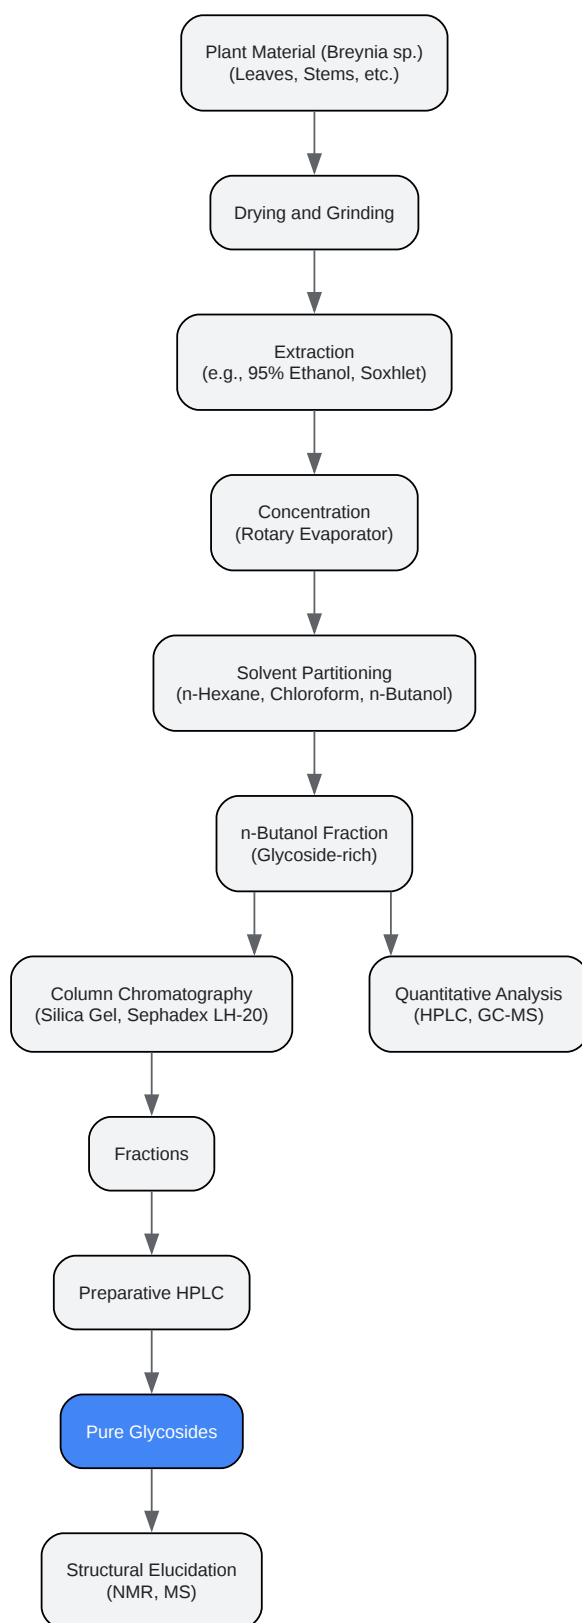 Plant Material (Breynia sp.)
(Leaves, Stems, etc.)
Drying and Grinding
Extraction
(e.g., 95% Ethanol, Soxhlet)
Concentration
(Rotary Evaporator)
Solvent Partitioning
(n-Hexane, Chloroform, n-Butanol)
n-Butanol Fraction
(Glycoside-rich)
Column Chromatography
(Silica Gel, Sephadex LH-20)
Quantitative Analysis
(HPLC, GC-MS)
Fractions
Preparative HPLC
Pure Glycosides
Structural Elucidation
(NMR, MS)